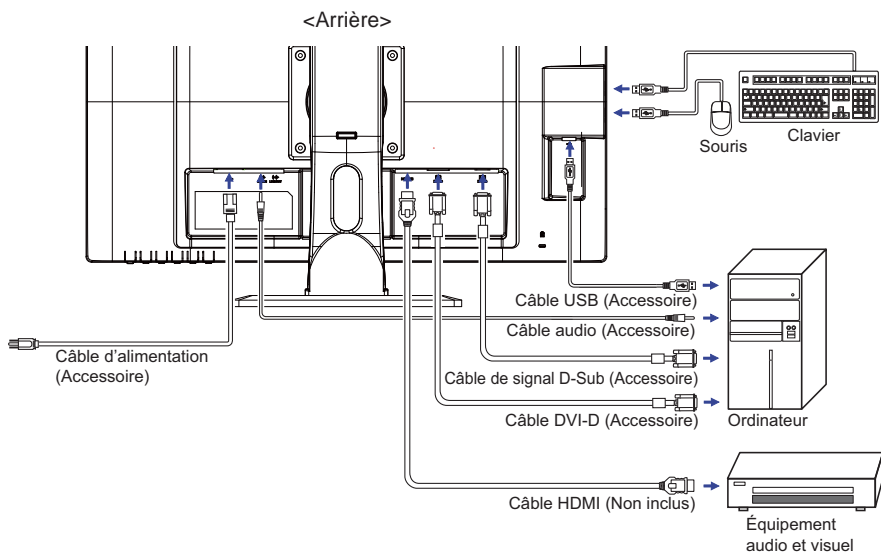 <Arrière>
Souris
Clavier
Câble USB (Accessoire)
Câble audio (Accessoire)
Câble d’alimentation
(Accessoire)
Câble de signal D-Sub (Accessoire)
Câble DVI-D (Accessoire)
Ordinateur
Câble HDMI (Non inclus)
Équipement
audio et visuel